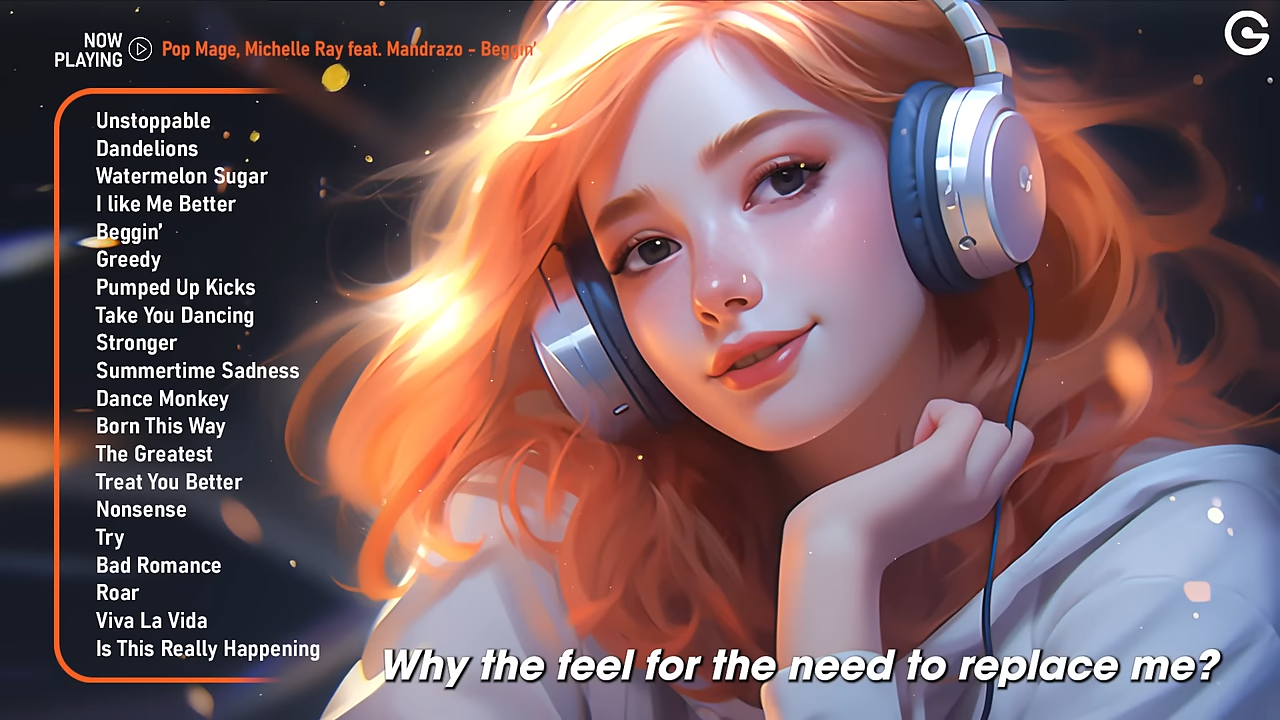 NOW
PLAYING
Pop Mage, Michelle Ray feat. Mandrazo - Beggin'
G
Unstoppable
Dandelions
Watermelon Sugar
I like Me Better
Beggin'
Greedy
Pumped Up Kicks
Take You Dancing
Stronger
Summertime Sadness
Dance Monkey
Born This Way
The Greatest
Treat You Better
Nonsense
Try
Bad Romance
Roar
Viva La Vida
Is This Really Happening
Why the feel for the need to replace me?